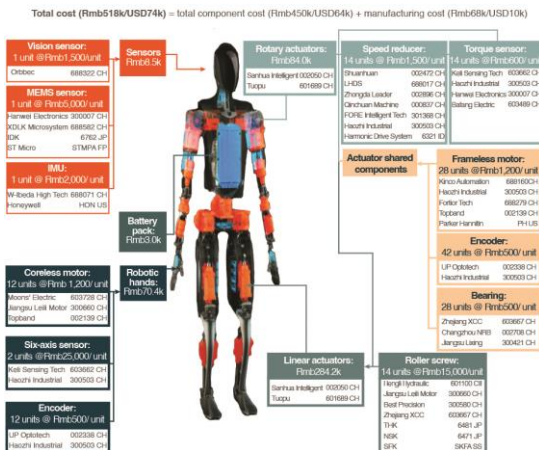 Total cost (Rmb518k/USD74k) = total component cost (Rmb450k/USD64k) + manufacturing cost (Rmb68k/USD10k)
Vision sensor:
1 unit @Rmb1,500/unit
Orbbec 688322 CH
MEMS sensor:
1 unit @Rmb5,000/unit
Hanwei Electronics 300007 CH
XDLK Microsystem 688582 CH
IDK 6762 JP
ST Micro STMPA FP
IMU:
1 unit @Rmb2,000/unit
W-Ibeda High Tech 688071 CH
Honeywell HON US
Sensors
Rmb8.5k
Rotary actuators:
Rmb84.0k
Sanhua Intelligent 002050 CH
Tuopu 601689 CH
Speed reducer:
14 units @Rmb1,500/unit
Shuanhuan 002472 CH
LHDS 688017 CH
Zhongda Leader 002896 CH
Qinchuan Machine 000837 CH
FORE Intelligent Tech 301368 CH
Haozhi Industrial 300503 CH
Harmonic Drive System 6321 ID
Torque sensor:
14 units @Rmb600/unit
Keli Sensing Tech 603662 CH
Haozhi Industrial 300503 CH
Hanwei Electronics 300007 CH
Batang Electric 603489 CH
Actuator shared
components
Frameless motor:
28 units @Rmb1,200/unit
Kinco Automation 688160CH
Haozhi Industrial 300503 CH
Forlior Tech 688279 CH
Topband 002139 CH
Parker Hannifin PH US
Encoder:
42 units @Rmb500/unit
UP Optotech 002338 CH
Haozhi Industrial 300503 CH
Bearing:
28 units @Rmb500/unit
Zhejiang XCC 603667 CH
Changzhou NRB 002708 CH
Jiangsu Lixing 300421 CH
Battery
pack:
Rmb3.0k
Robotic
hands:
Rmb70.4k
Coreless motor:
12 units @Rmb 1,200/unit
Moons' Electric 603728 CH
Jiangsu Leili Motor 300660 CH
Topband 002139 CH
Six-axis sensor:
2 units @Rmb25,000/unit
Keli Sensing Tech 603662 CH
Haozhi Industrial 300503 CH
Encoder:
12 units @Rmb500/unit
UP Optotech 002338 CH
Haozhi Industrial 300503 CH
Linear actuators:
Rmb284.2k
Sanhua Intelligent 002050 CH
Tuopu 601689 CH
Roller screw:
14 units @Rmb15,000/unit
Hengli Hydraulic 601100 CH
Jiangsu Leili Motor 300660 CH
Best Precision 300580 CH
Zhejiang XCC 603667 CH
THK 6481 JP
NSK 6471 JP
SFK SKFA SS